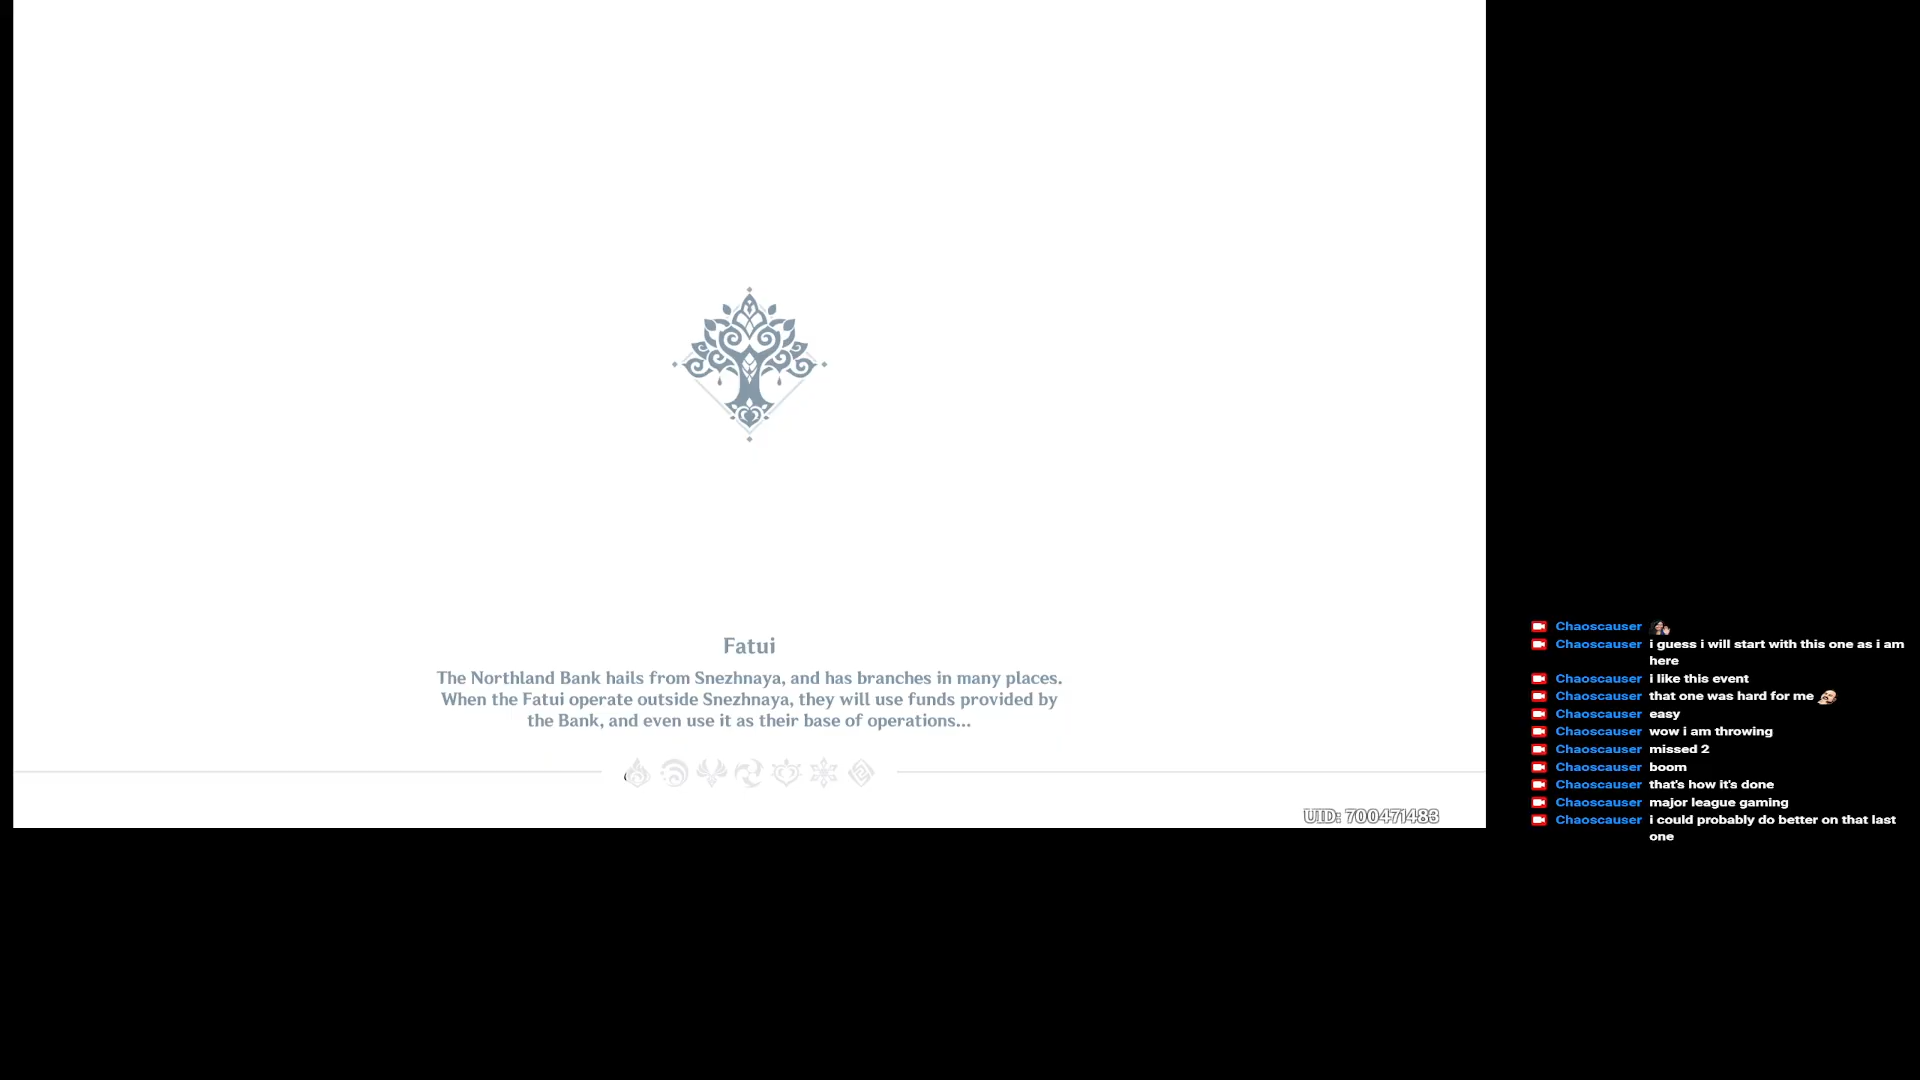 Fatui
The Northland Bank hails from Snezhnaya, and has branches in many places.
When the Fatui operate outside Snezhnaya, they will use funds provided by
the Bank, and even use it as their base of operations...
UID: 700471483
Chaoscauser
Chaoscauser i guess i will start with this one as i am
here
Chaoscauser i like this event
Chaoscauser that one was hard for me
Chaoscauser easy
Chaoscauser wow i am throwing
Chaoscauser missed 2
Chaoscauser boom
Chaoscauser that's how it's done
Chaoscauser major league gaming
Chaoscauser i could probably do better on that last
one